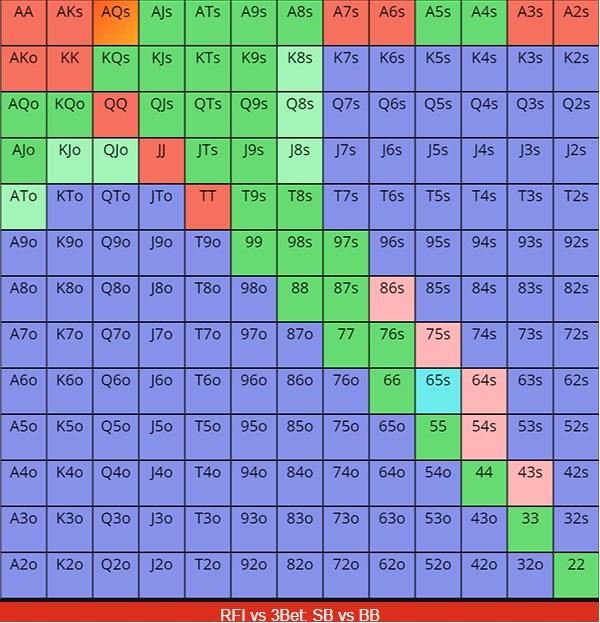 AA AKs AQs AJs ATs A9s A8s A7s A6s A5s A4s A3s A2s
AKo KK KQs KJs KTs K9s K8s K7s K6s K5s K4s K3s K2s
AQo KQo QQ QJs QTs Q9s Q8s Q7s Q6s Q5s Q4s Q3s Q2s
AJo KJo QJo JJ JTs J9s J8s J7s J6s J5s J4s J3s J2s
ATo KTo QTo JTo TT T9s T8s T7s T6s T5s T4s T3s T2s
A9o K9o Q9o J9o T9o 99 98s 97s 96s 95s 94s 93s 92s
A8o K8o Q8o J8o T8o 98o 88 87s 86s 85s 84s 83s 82s
A7o K7o Q7o J7o T7o 97o 87o 77 76s 75s 74s 73s 72s
A6o K6o Q6o J6o T6o 96o 86o 76o 66 65s 64s 63s 62s
A5o K5o Q5o J5o T5o 95o 85o 75o 65o 55 54s 53s 52s
A4o K4o Q4o J4o T4o 94o 84o 74o 64o 54o 44 43s 42s
A3o K3o Q3o J3o T3o 93o 83o 73o 63o 53o 43o 33 32s
A2o K2o Q2o J2o T2o 92o 82o 72o 62o 52o 42o 32o 22
RFI vs 3Bet: SB vs BB